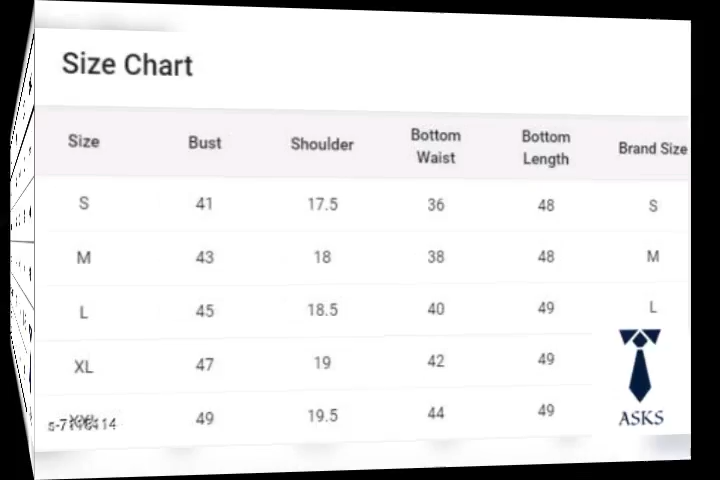 Size Chart
Size Bust Shoulder Bottom Waist Bottom Length Brand Size
S 41 17.5 36 48 S
M 43 18 38 48 M
L 45 18.5 40 49 L
XL 47 19 42 49
49 19.5 44 49
ASKS